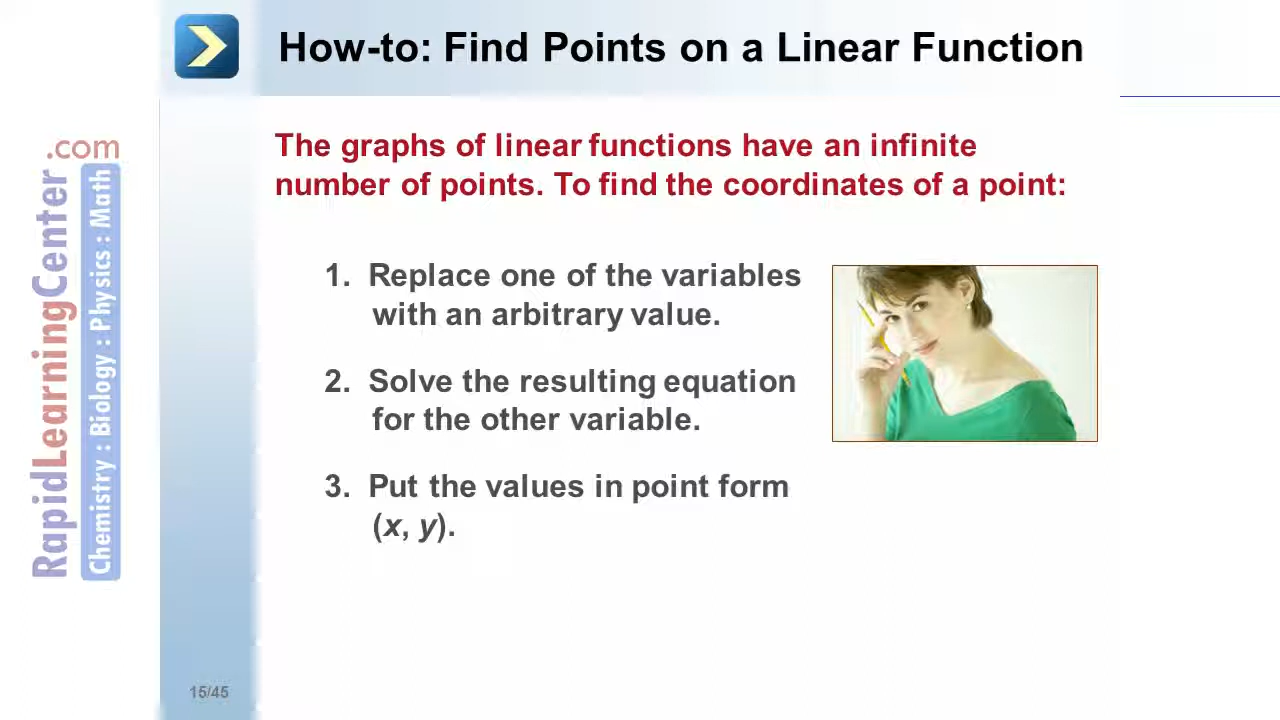 How-to: Find Points on a Linear Function
The graphs of linear functions have an infinite
number of points. To find the coordinates of a point:
1. Replace one of the variables
with an arbitrary value.
2. Solve the resulting equation
for the other variable.
3. Put the values in point form
(x, y).
RapidLearningCenter.com
Chemistry : Biology : Physics : Math
15/45